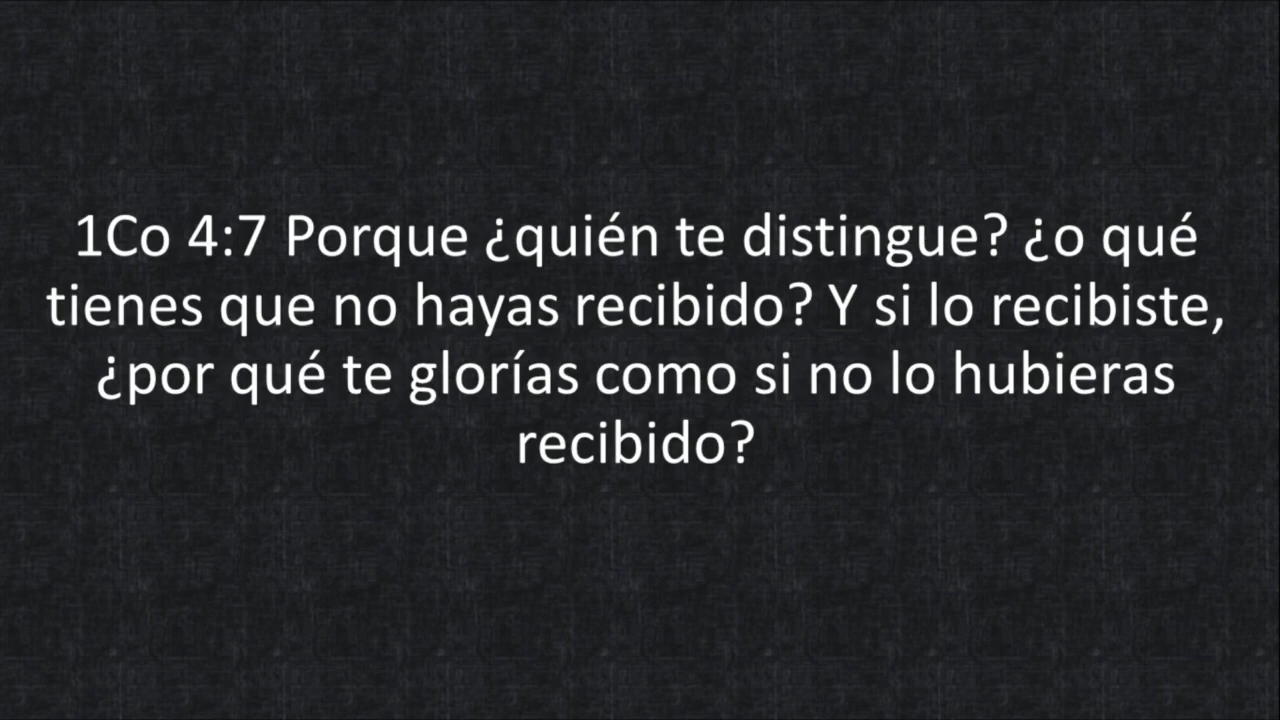 1Co 4:7 Porque ¿quién te distingue? ¿o qué
tienes que no hayas recibido? Y si lo recibiste,
¿por qué te glorías como si no lo hubieras
recibido?